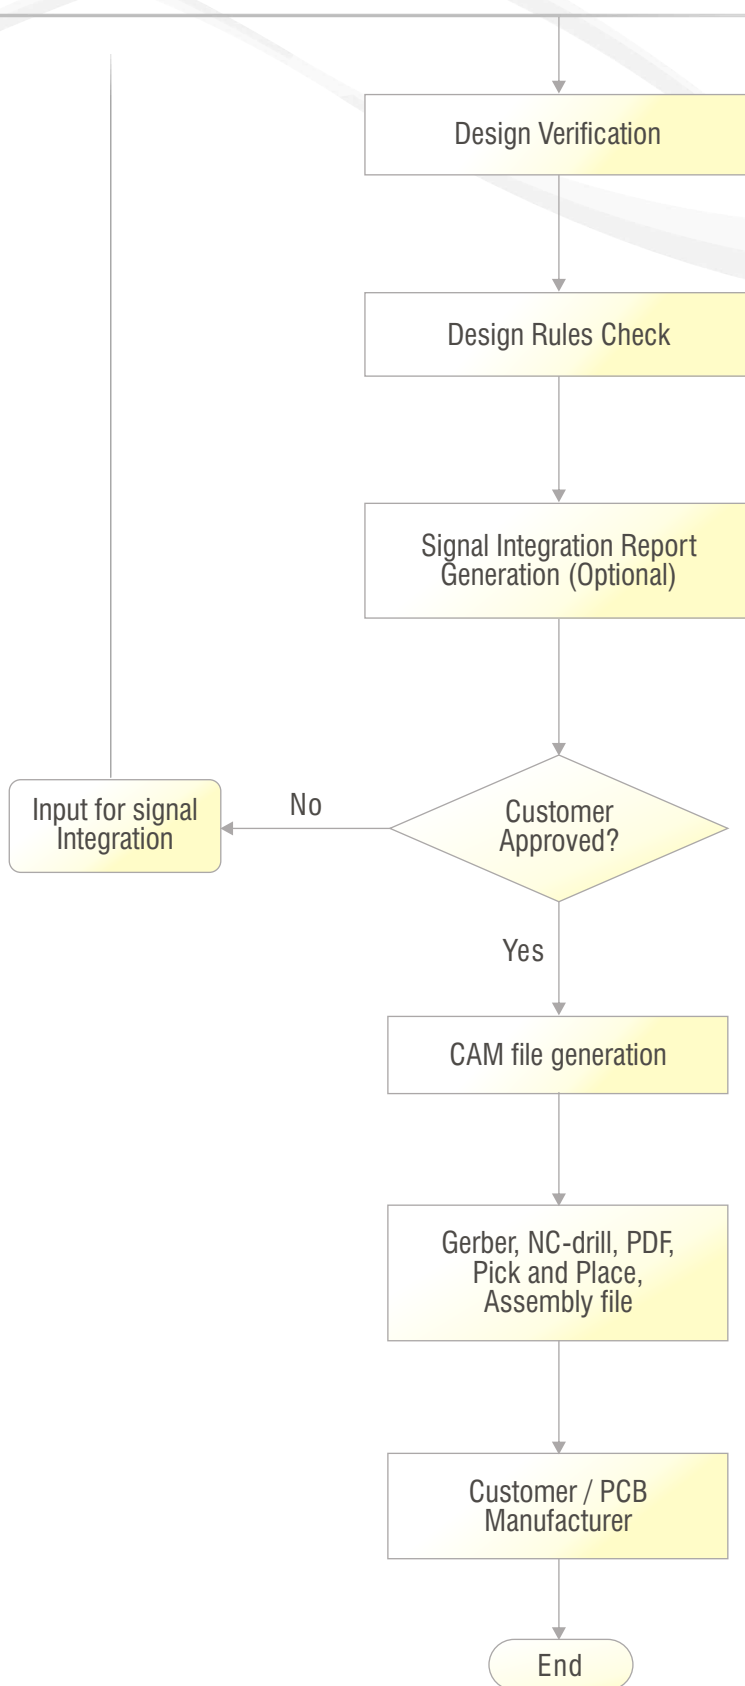 Design Verification
Design Rules Check
Signal Integration Report
Generation (Optional)
Input for signal
Integration
No
Customer
Approved?
Yes
CAM file generation
Gerber, NC-drill, PDF,
Pick and Place,
Assembly file
Customer / PCB
Manufacturer
End